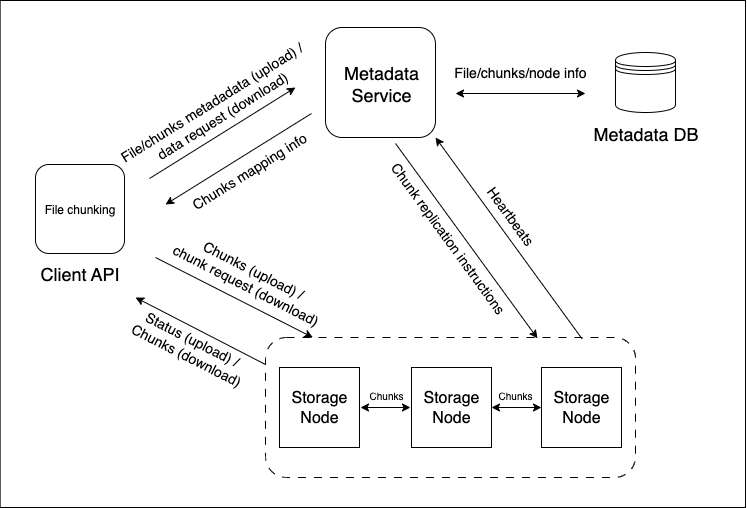 File/chunks metadadata (upload) /
data request (download)
Metadata
Service
File/chunks/node info
Metadata DB
Chunks mapping info
File chunking
Client API
Chunk replication instructions
Heartbeats
Chunks (upload) /
chunk request (download)
Status (upload) /
Chunks (download)
Storage
Node
Chunks
Storage
Node
Chunks
Storage
Node